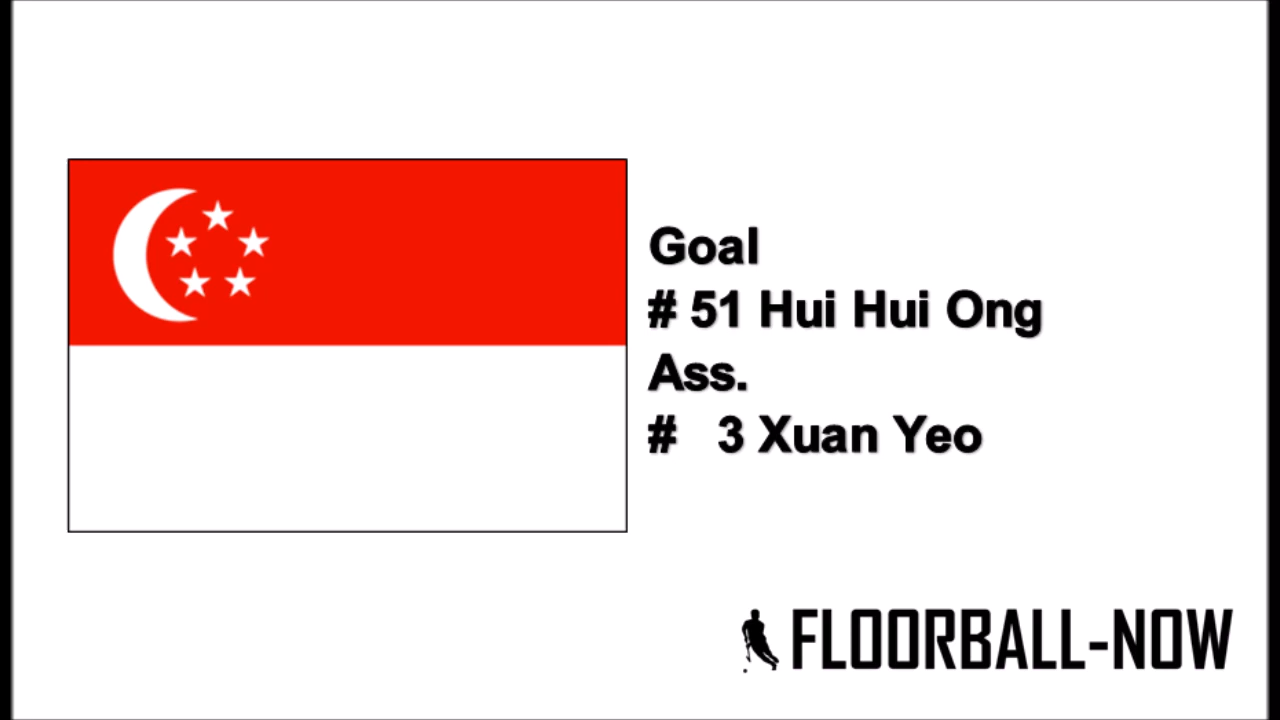 Goal
# 51 Hui Hui Ong
Ass.
#   3 Xuan Yeo
FLOORBALL-NOW